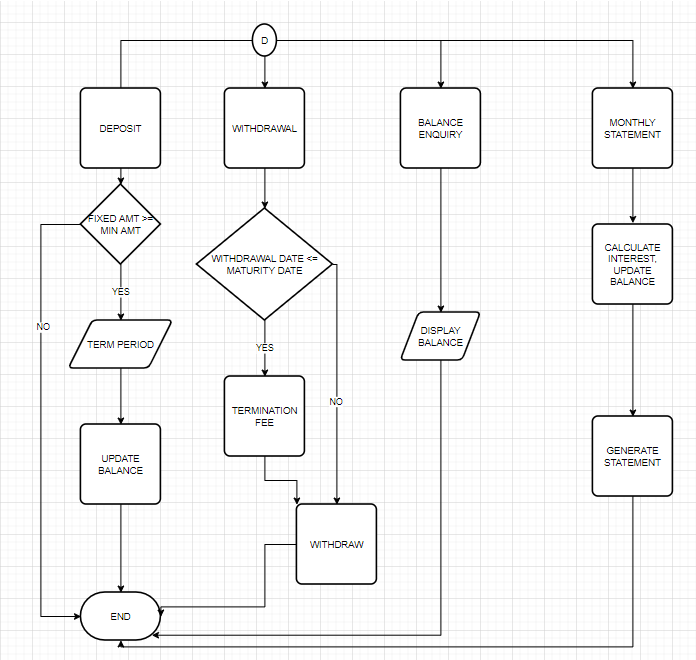 D
DEPOSIT
WITHDRAWAL
BALANCE
ENQUIRY
MONTHLY
STATEMENT
FIXED AMT >=
MIN AMT
WITHDRAWAL DATE <=
MATURITY DATE
CALCULATE
INTEREST,
UPDATE
BALANCE
YES
NO
TERM PERIOD
DISPLAY
BALANCE
YES
NO
TERMINATION
FEE
UPDATE
BALANCE
GENERATE
STATEMENT
WITHDRAW
END